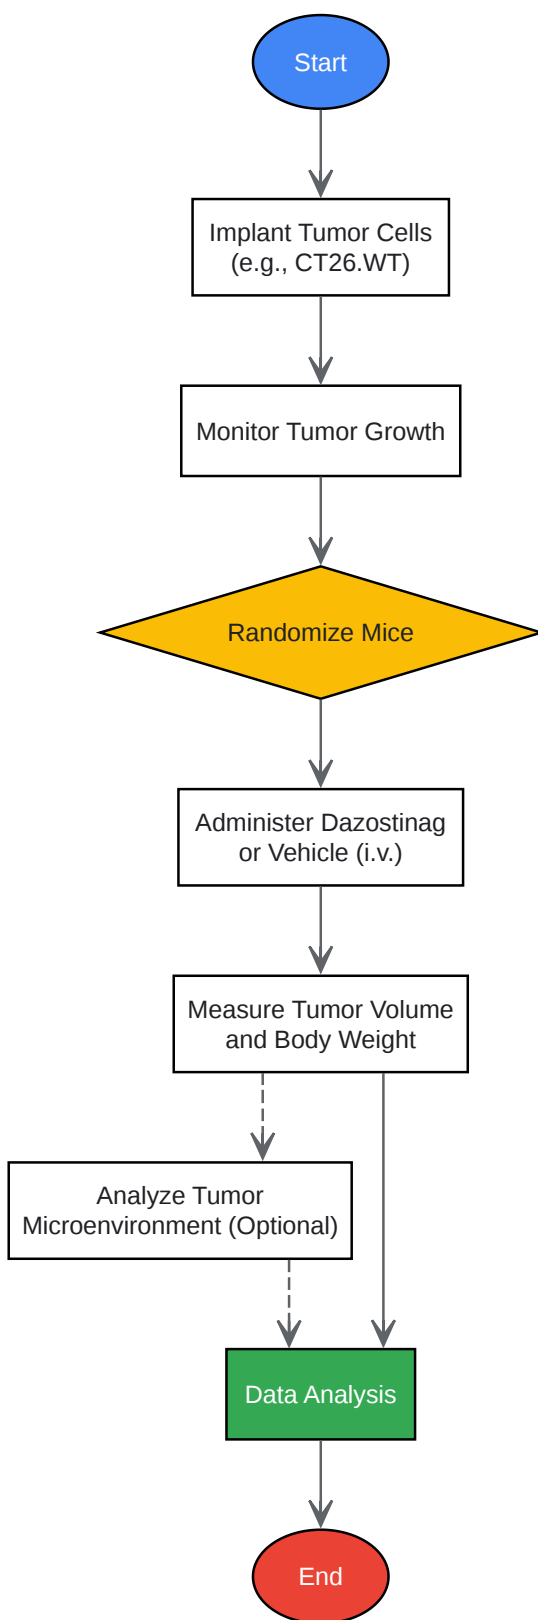 Start
Implant Tumor Cells
(e.g., CT26.WT)
Monitor Tumor Growth
Randomize Mice
Administer Dazostinag
or Vehicle (i.v.)
Measure Tumor Volume
and Body Weight
Analyze Tumor
Microenvironment (Optional)
Data Analysis
End